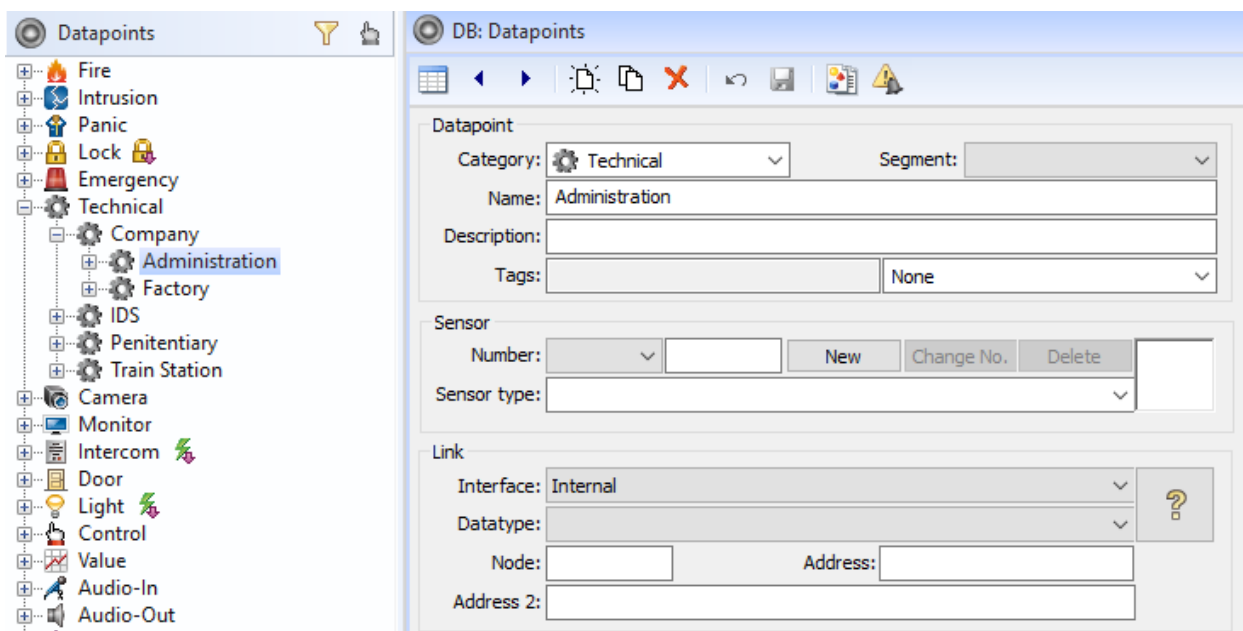 Datapoints
Fire
Intrusion
Panic
Lock
Emergency
Technical
Company
Administration
Factory
IDS
Penitentiary
Train Station
Camera
Monitor
Intercom
Door
Light
Control
Value
Audio-In
Audio-Out
DB: Datapoints
Datapoint
Category: Technical Segment:
Name: Administration
Description:
Tags: None
Sensor
Number: New Change No. Delete
Sensor type:
Link
Interface: Internal
Datatype:
Node: Address:
Address 2: